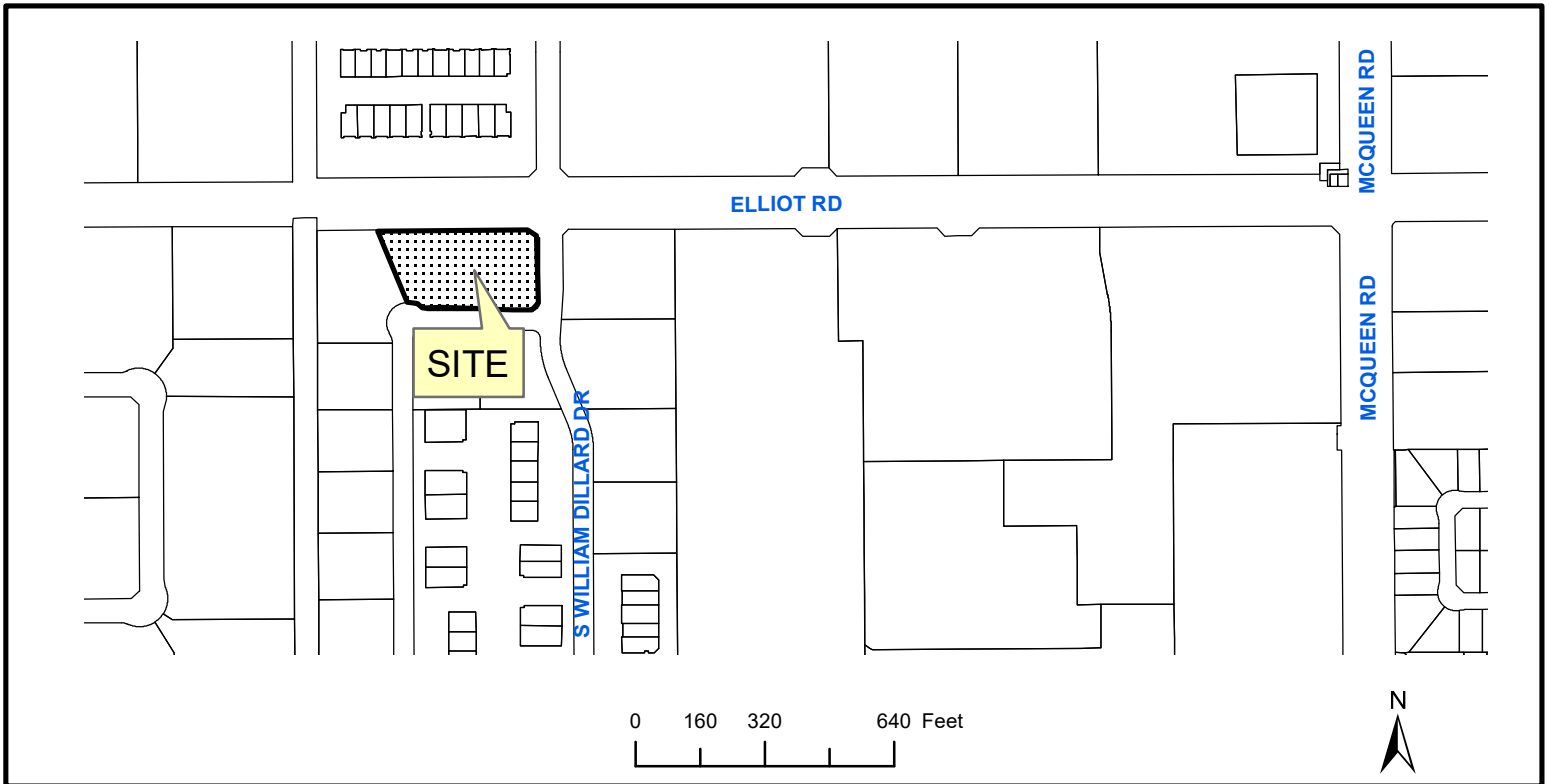 MCQUEEN RD
ELLIOT RD
MCQUEEN RD
SITE
S WILLIAM DILLARD DR
0 160 320 640 Feet
N